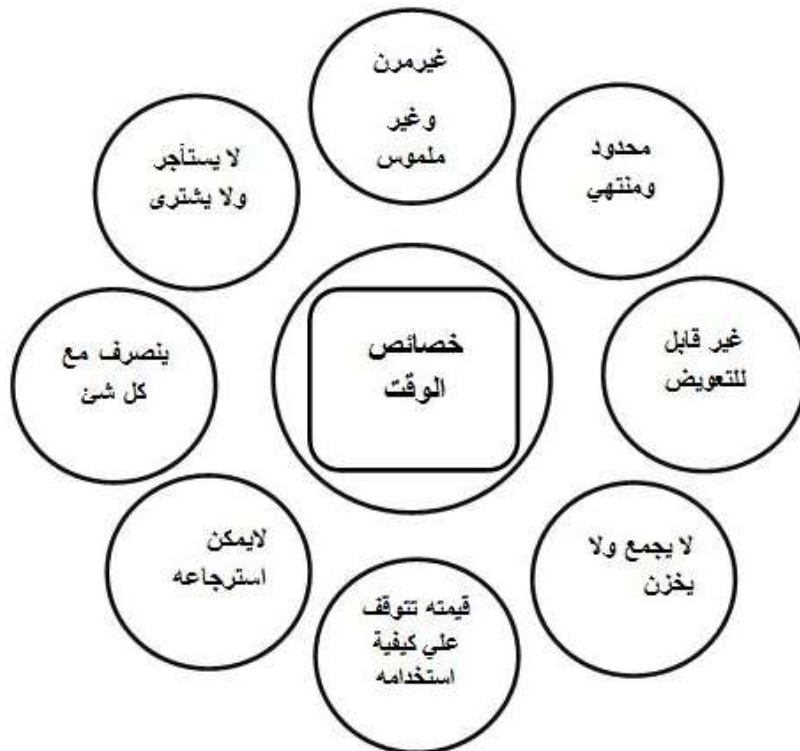 خصائص
الوقت
غيرمرن
وغير
ملموس
محدود
ومنتهي
غير قابل
للتعويض
لا يجمع ولا
يخزن
قيمته تتوقف
علي كيفية
استخدامه
لايمكن
استرجاعه
ينصرف مع
كل شئ
لا يستأجر
ولا يشترى